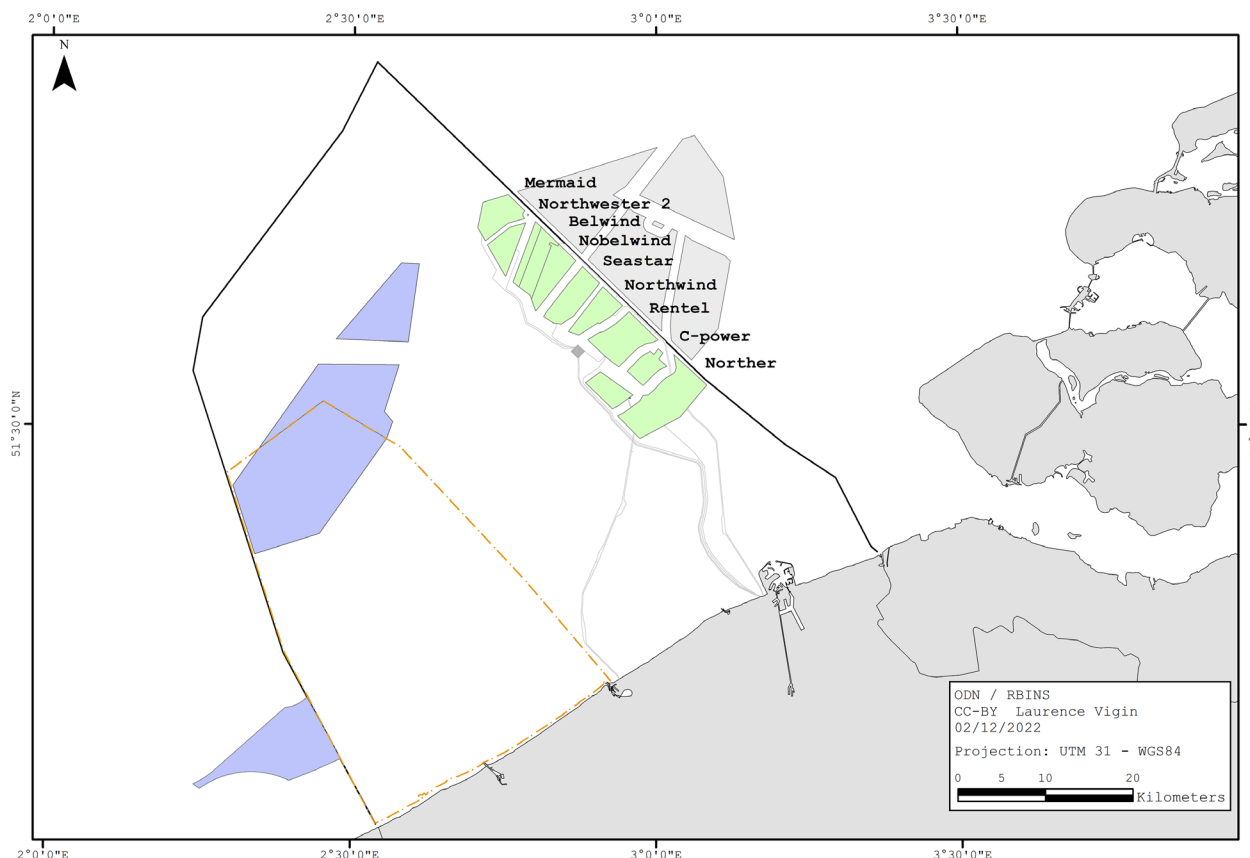 2°0'0"E
2°30'0"E
3°0'0"E
3°30'0"E
N
Mermaid
Northwester 2
Belwind
Nobelwind
Seastar
Northwind
Rentel
C-power
Norther
51°30'0"N
ODN / RBINS
CC-BY Laurence Vigin
02/12/2022
Projection: UTM 31 - WGS84
0 5 10 20
Kilometers
2°0'0"E
2°30'0"E
3°0'0"E
3°30'0"E